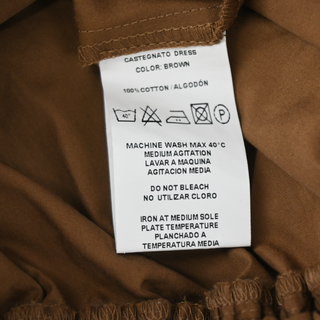 CASTEGNATO DRESS
COLOR: BROWN
100% COTTON / ALGODÓN
40°
P
MACHINE WASH MAX 40°C
MEDIUM AGITATION
LAVAR A MAQUINA
AGITACION MEDIA
DO NOT BLEACH
NO UTILIZAR CLORO
IRON AT MEDIUM SOLE
PLATE TEMPERATURE
PLANCHADO A
TEMPERATURA MEDIA